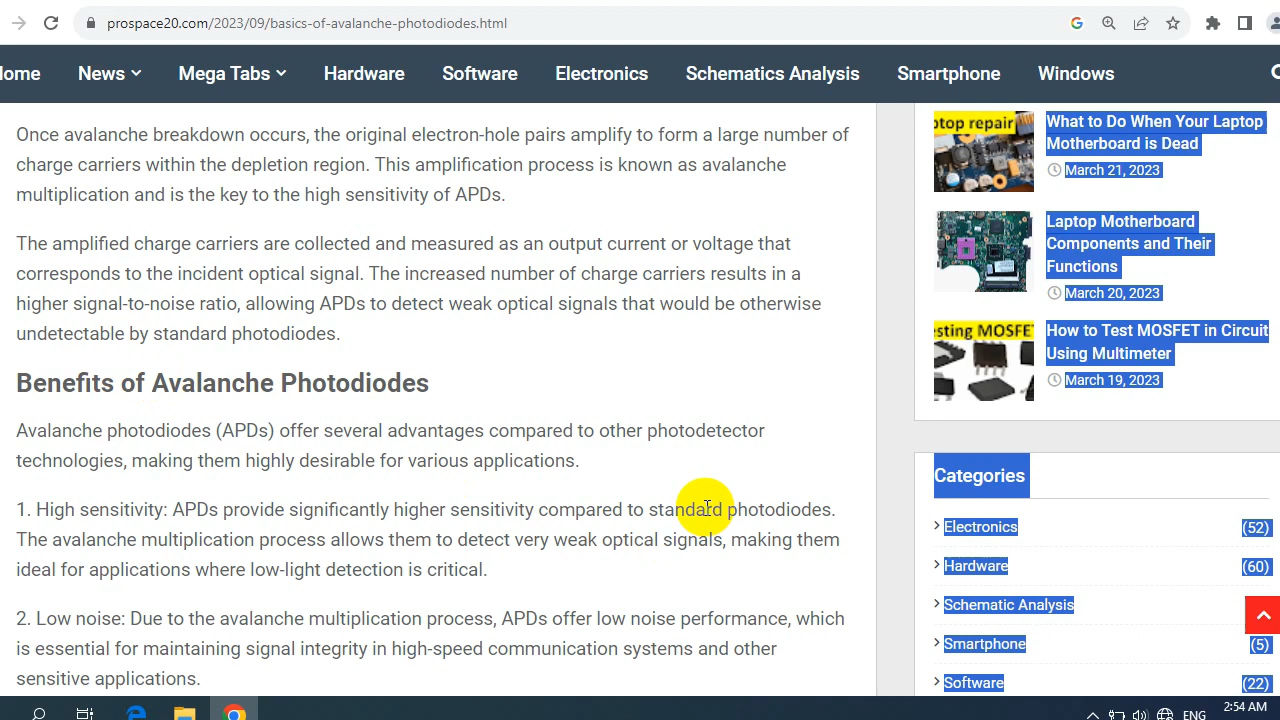 prospace20.com/2023/09/basics-of-avalanche-photodiodes.html
ome News Mega Tabs Hardware Software Electronics Schematics Analysis Smartphone Windows
Once avalanche breakdown occurs, the original electron-hole pairs amplify to form a large number of
charge carriers within the depletion region. This amplification process is known as avalanche
multiplication and is the key to the high sensitivity of APDs.
The amplified charge carriers are collected and measured as an output current or voltage that
corresponds to the incident optical signal. The increased number of charge carriers results in a
higher signal-to-noise ratio, allowing APDs to detect weak optical signals that would be otherwise
undetectable by standard photodiodes.
Benefits of Avalanche Photodiodes
Avalanche photodiodes (APDs) offer several advantages compared to other photodetector
technologies, making them highly desirable for various applications.
1. High sensitivity: APDs provide significantly higher sensitivity compared to standard photodiodes.
The avalanche multiplication process allows them to detect very weak optical signals, making them
ideal for applications where low-light detection is critical.
2. Low noise: Due to the avalanche multiplication process, APDs offer low noise performance, which
is essential for maintaining signal integrity in high-speed communication systems and other
sensitive applications.
ptop repair
What to Do When Your Laptop
Motherboard is Dead
March 21, 2023
Laptop Motherboard
Components and Their
Functions
March 20, 2023
esting MOSFE
How to Test MOSFET in Circuit
Using Multimeter
March 19, 2023
Categories
Electronics (52)
Hardware (60)
Schematic Analysis
Smartphone (5)
Software (22)
ENG 2:54 AM